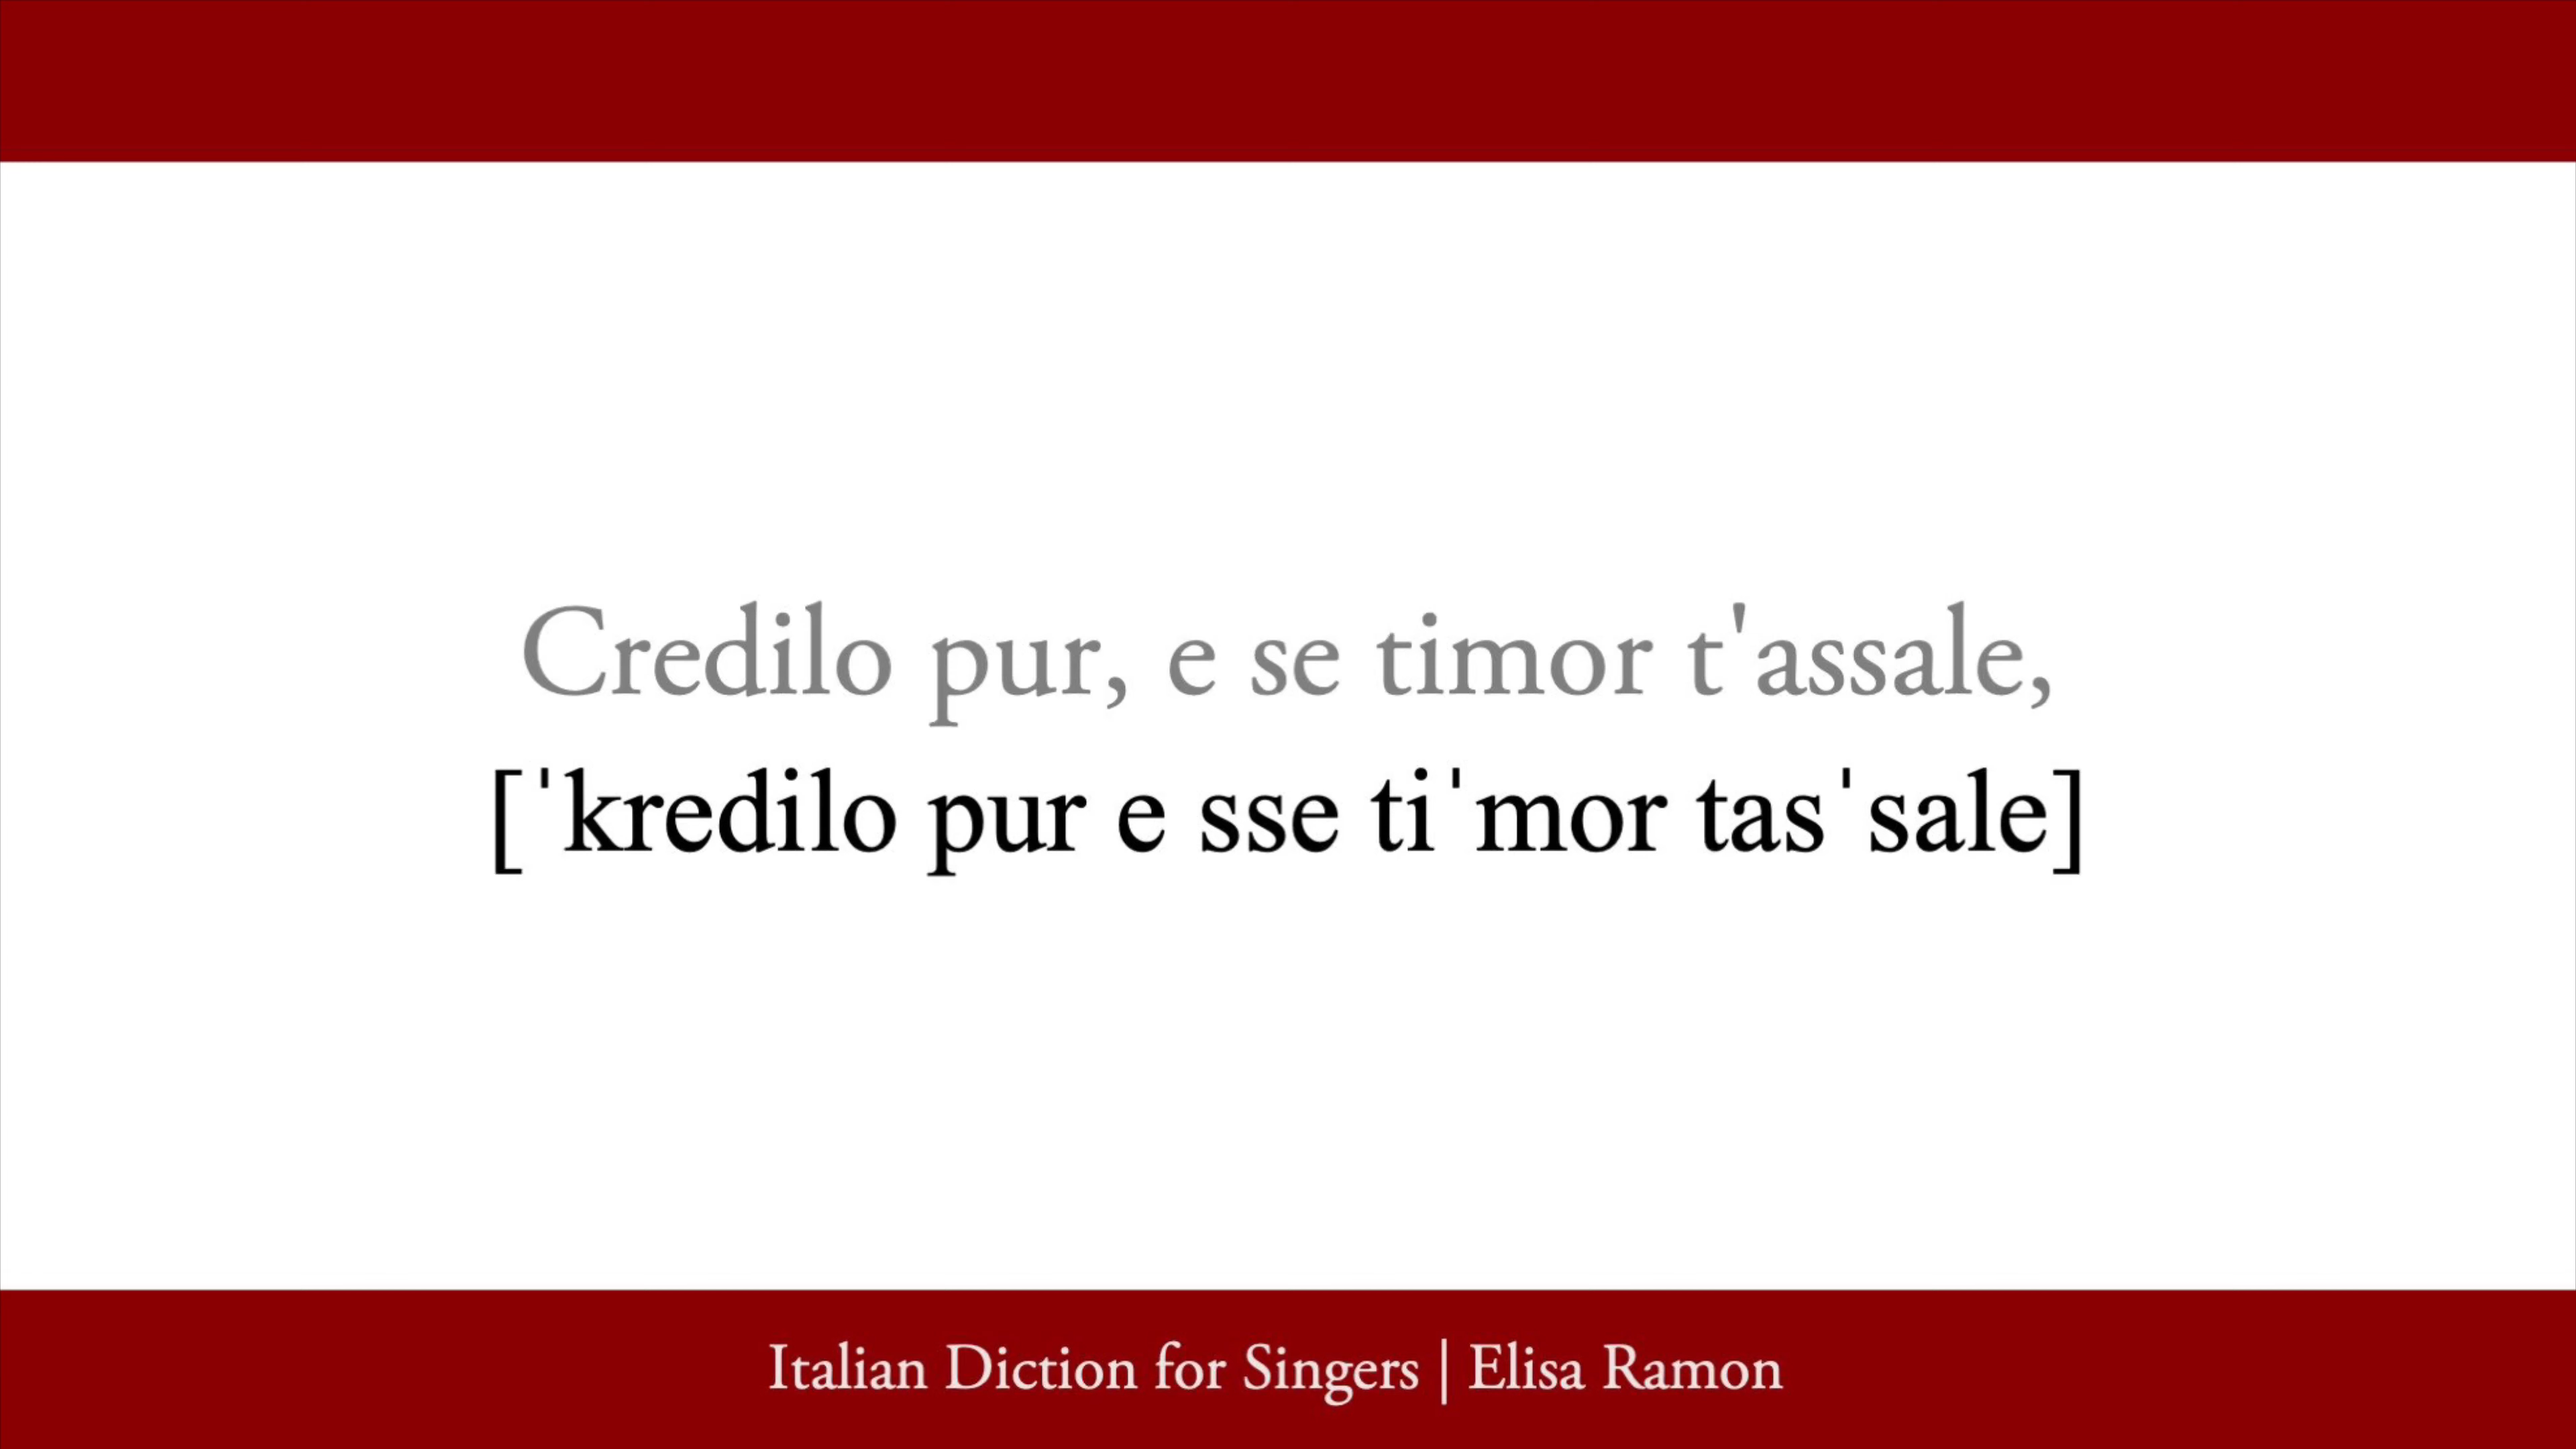 Credilo pur, e se timor t'assale,
[ˈkredilo pur e sse tiˈmor tasˈsale]
Italian Diction for Singers | Elisa Ramon